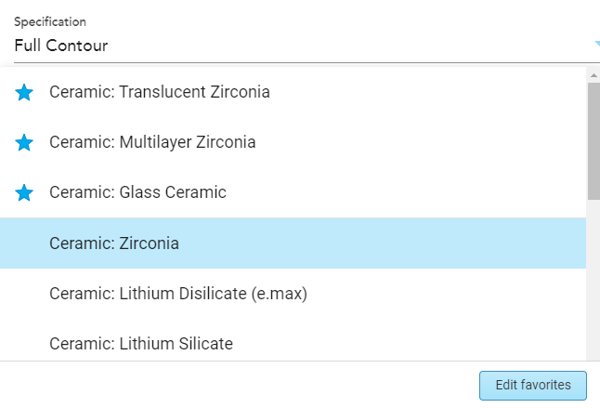 Specification
Full Contour
Ceramic: Translucent Zirconia
Ceramic: Multilayer Zirconia
Ceramic: Glass Ceramic
Ceramic: Zirconia
Ceramic: Lithium Disilicate (e.max)
Ceramic: Lithium Silicate
Edit favorites